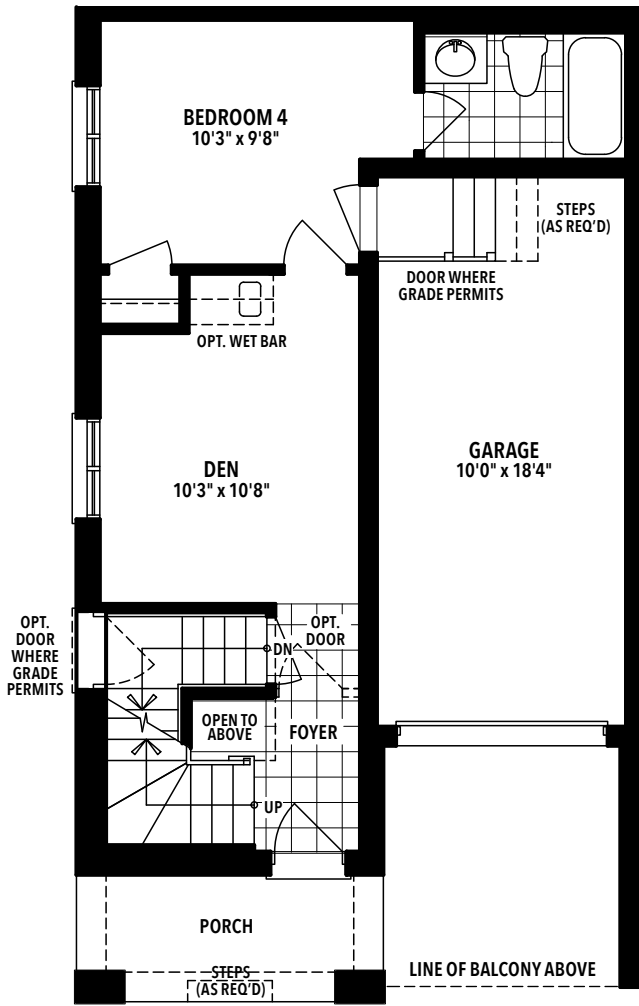 BEDROOM 4
10'3" x 9'8"
STEPS
(AS REQ'D)
DOOR WHERE
GRADE PERMITS
OPT. WET BAR
DEN
10'3" x 10'8"
GARAGE
10'0" x 18'4"
OPT.
DOOR
WHERE
GRADE
PERMITS
OPT.
DOOR
DN
OPEN TO
ABOVE
FOYER
UP
PORCH
STEPS
(AS REQ'D)
LINE OF BALCONY ABOVE